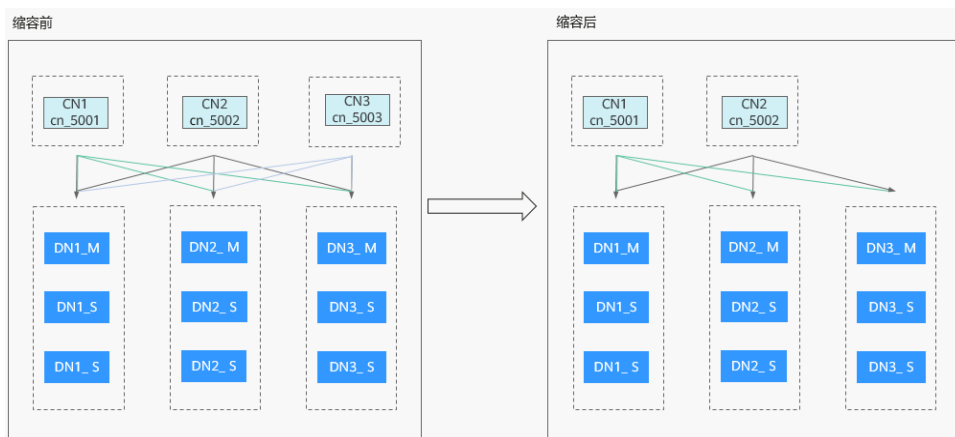 缩容前
CN1
cn_5001
CN2
cn_5002
CN3
cn_5003
DN1_M
DN2_ M
DN3_ M
DN1_S
DN2_ S
DN3_ S
DN1_ S
DN2_ S
DN3_ S
缩容后
CN1
cn_5001
CN2
cn_5002
DN1_M
DN2_ M
DN3_ M
DN1_S
DN2_ S
DN3_ S
DN1_ S
DN2_ S
DN3_ S